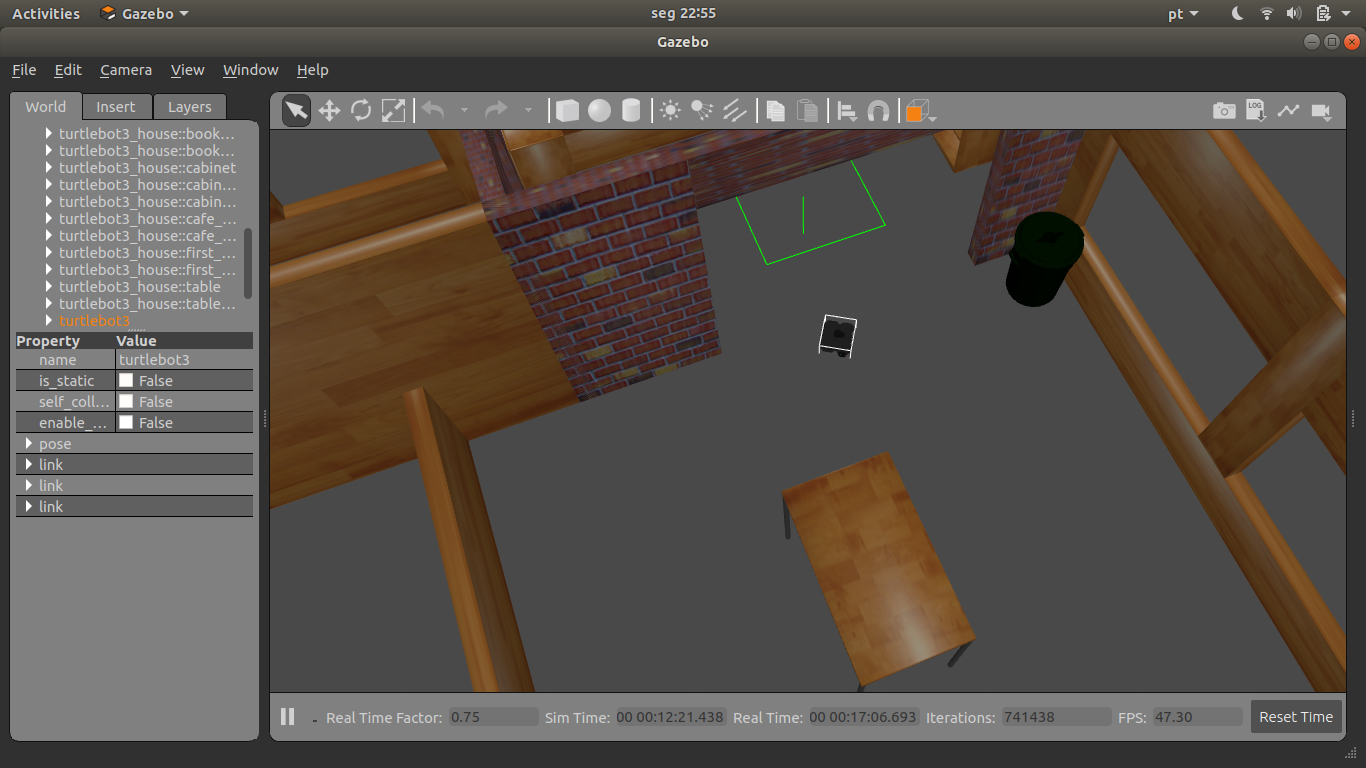 Activities Gazebo seg 22:55 pt
Gazebo
File Edit Camera View Window Help
World Insert Layers
turtlebot3_house::book...
turtlebot3_house::book...
turtlebot3_house::cabinet
turtlebot3_house::cabin...
turtlebot3_house::cabin...
turtlebot3_house::cafe_...
turtlebot3_house::cafe_...
turtlebot3_house::first_...
turtlebot3_house::first_...
turtlebot3_house::table
turtlebot3_house::table...
turtlebot3
Property Value
name turtlebot3
is_static False
self_coll... False
enable_... False
pose
link
link
link
LOG
Real Time Factor: 0.75 Sim Time: 00 00:12:21.438 Real Time: 00 00:17:06.693 Iterations: 741438 FPS: 47.30 Reset Time